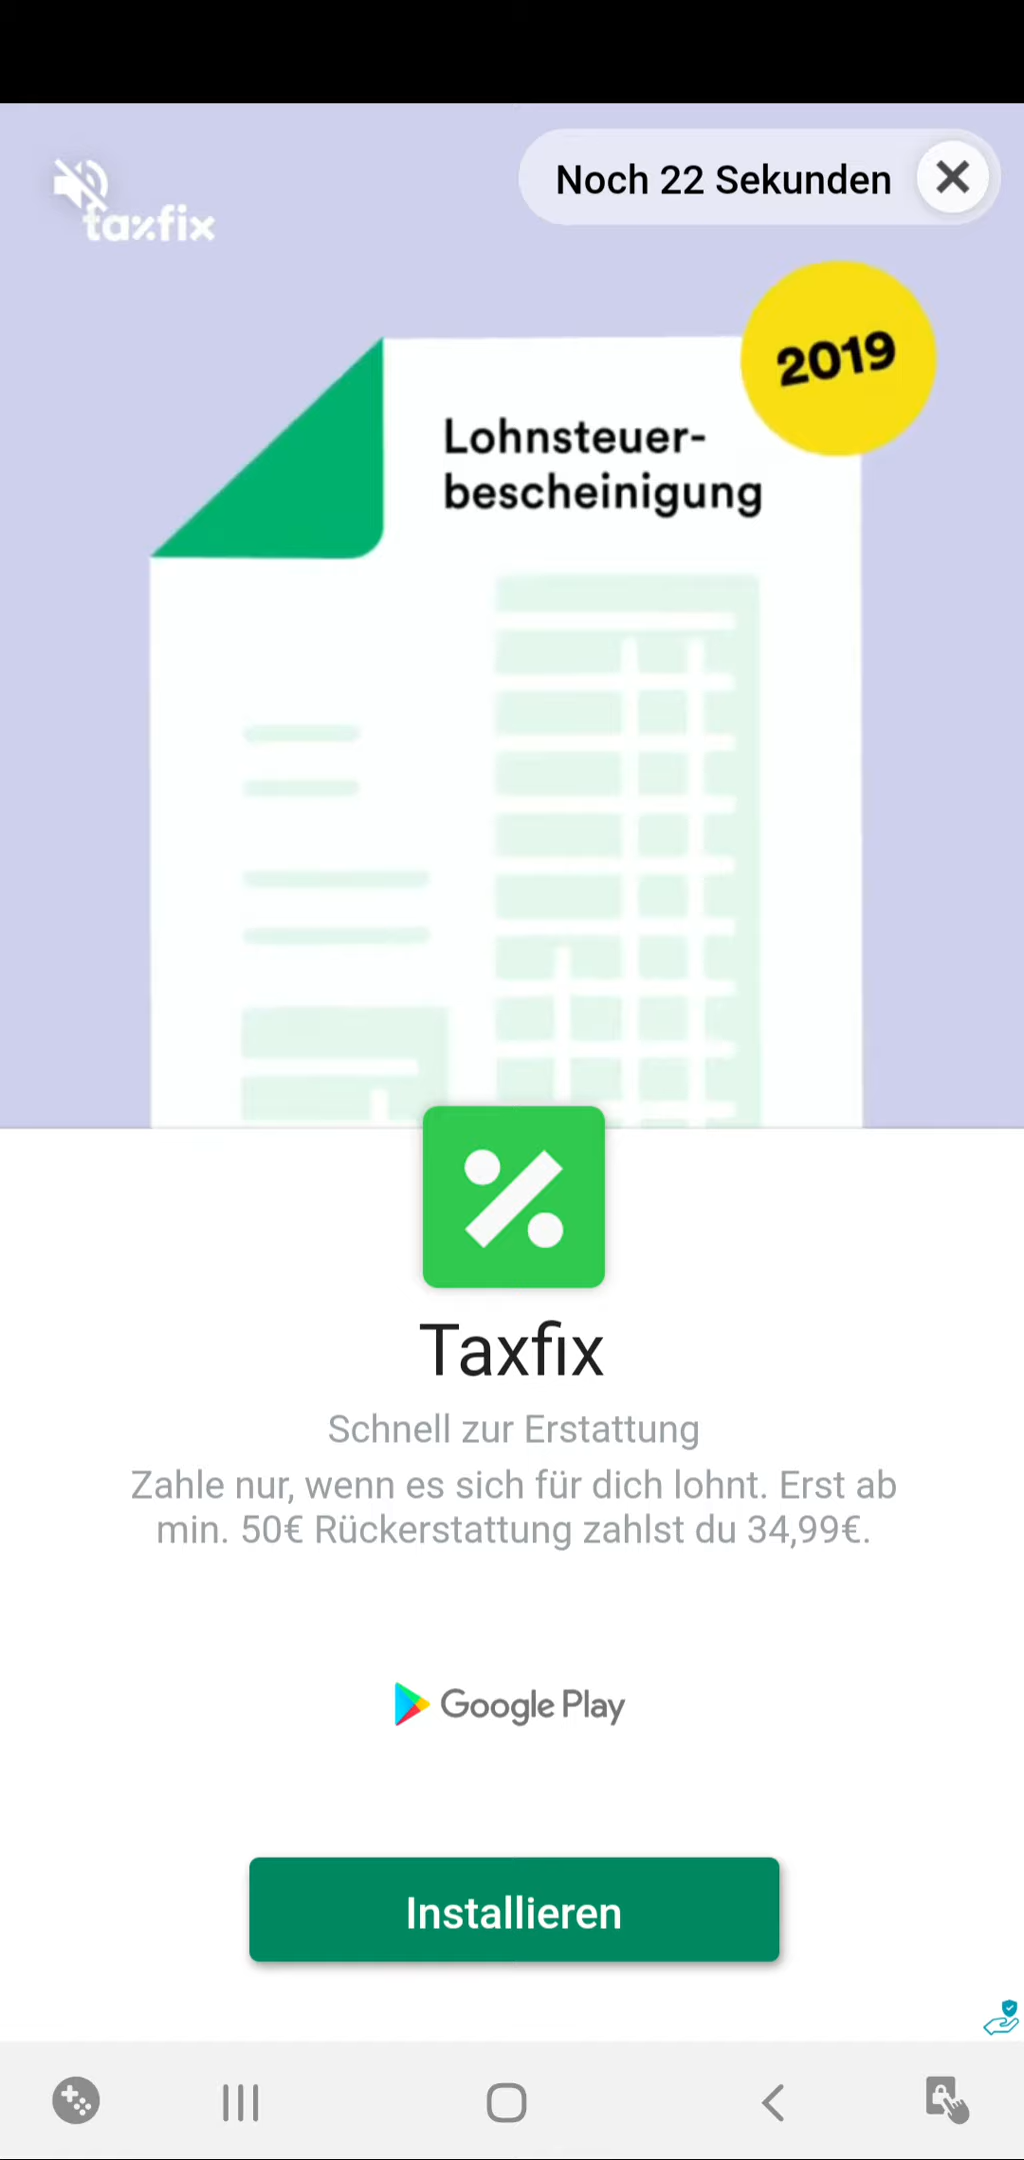 Noch 22 Sekunden
taxfix
2019
Lohnsteuer-
bescheinigung
Taxfix
Schnell zur Erstattung
Zahle nur, wenn es sich für dich lohnt. Erst ab
min. 50€ Rückerstattung zahlst du 34,99€.
Google Play
Installieren